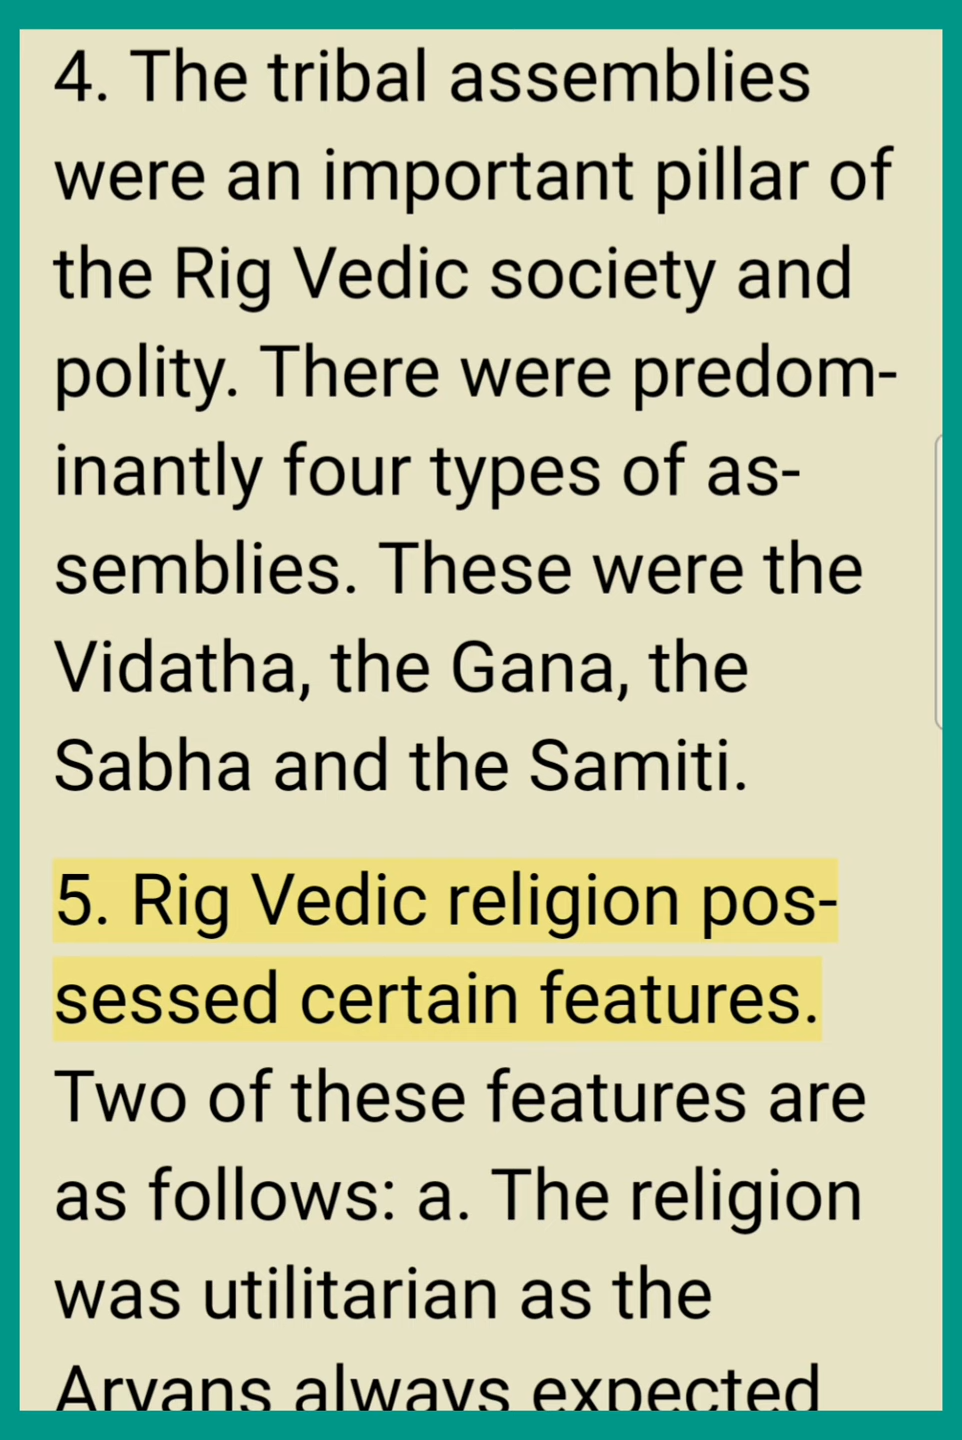 4. The tribal assemblies
were an important pillar of
the Rig Vedic society and
polity. There were predom-
inantly four types of as-
semblies. These were the
Vidatha, the Gana, the
Sabha and the Samiti.
5. Rig Vedic religion pos-
sessed certain features.
Two of these features are
as follows: a. The religion
was utilitarian as the
Aryans always expected